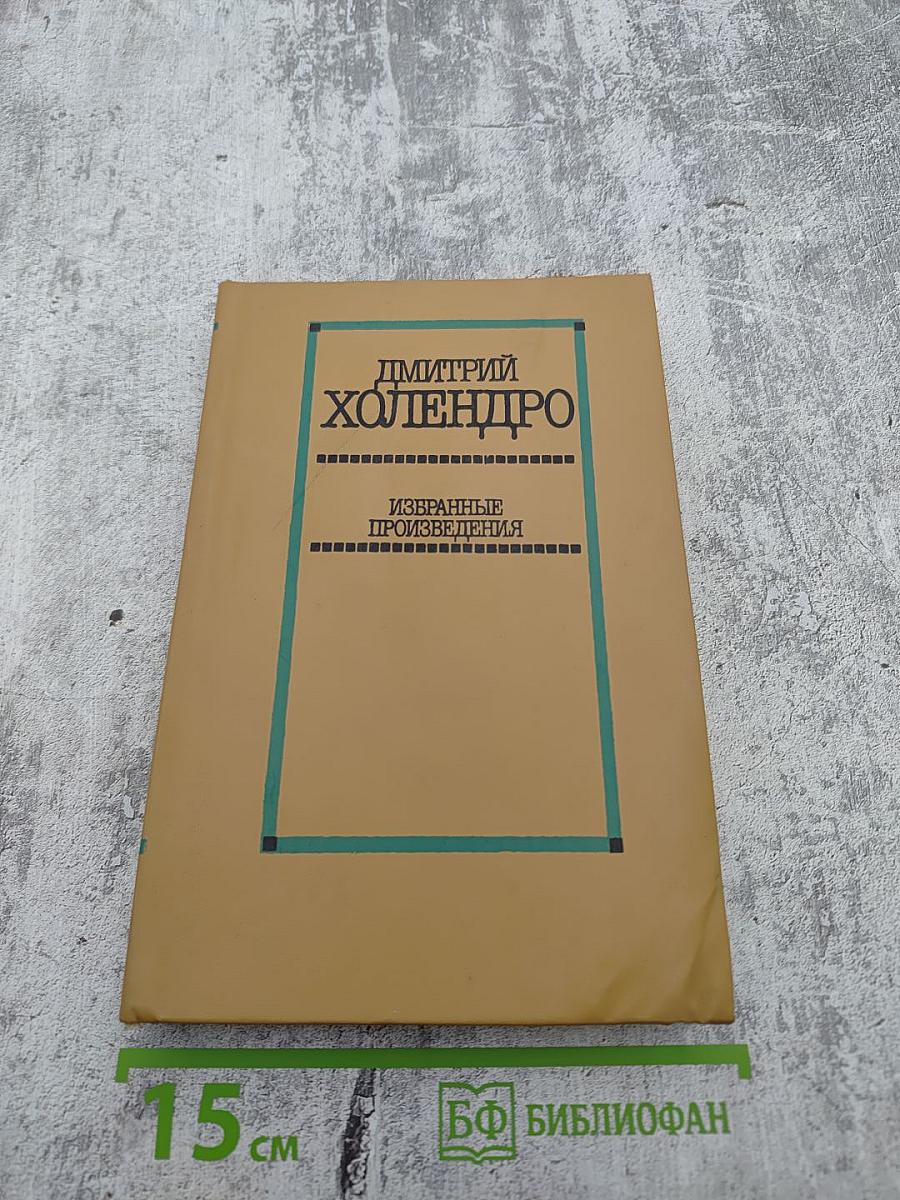 ДМИТРИЙ
ХОЛЕНДРО
ИЗБРАННЫЕ
ПРОИЗВЕДЕНИЯ
15 см
БФ БИБЛИОФАН